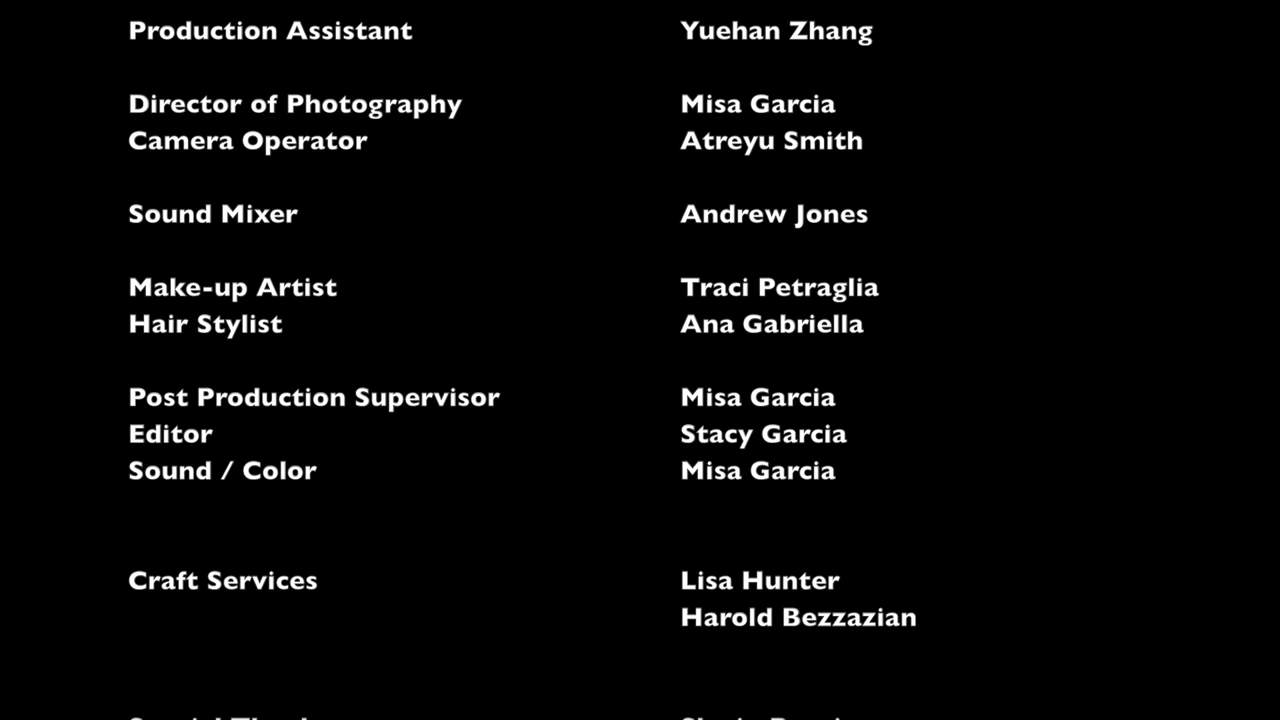 Production Assistant Yuehan Zhang
Director of Photography Misa Garcia
Camera Operator Atreyu Smith
Sound Mixer Andrew Jones
Make-up Artist Traci Petraglia
Hair Stylist Ana Gabriella
Post Production Supervisor Misa Garcia
Editor Stacy Garcia
Sound / Color Misa Garcia
Craft Services Lisa Hunter
Harold Bezzazian